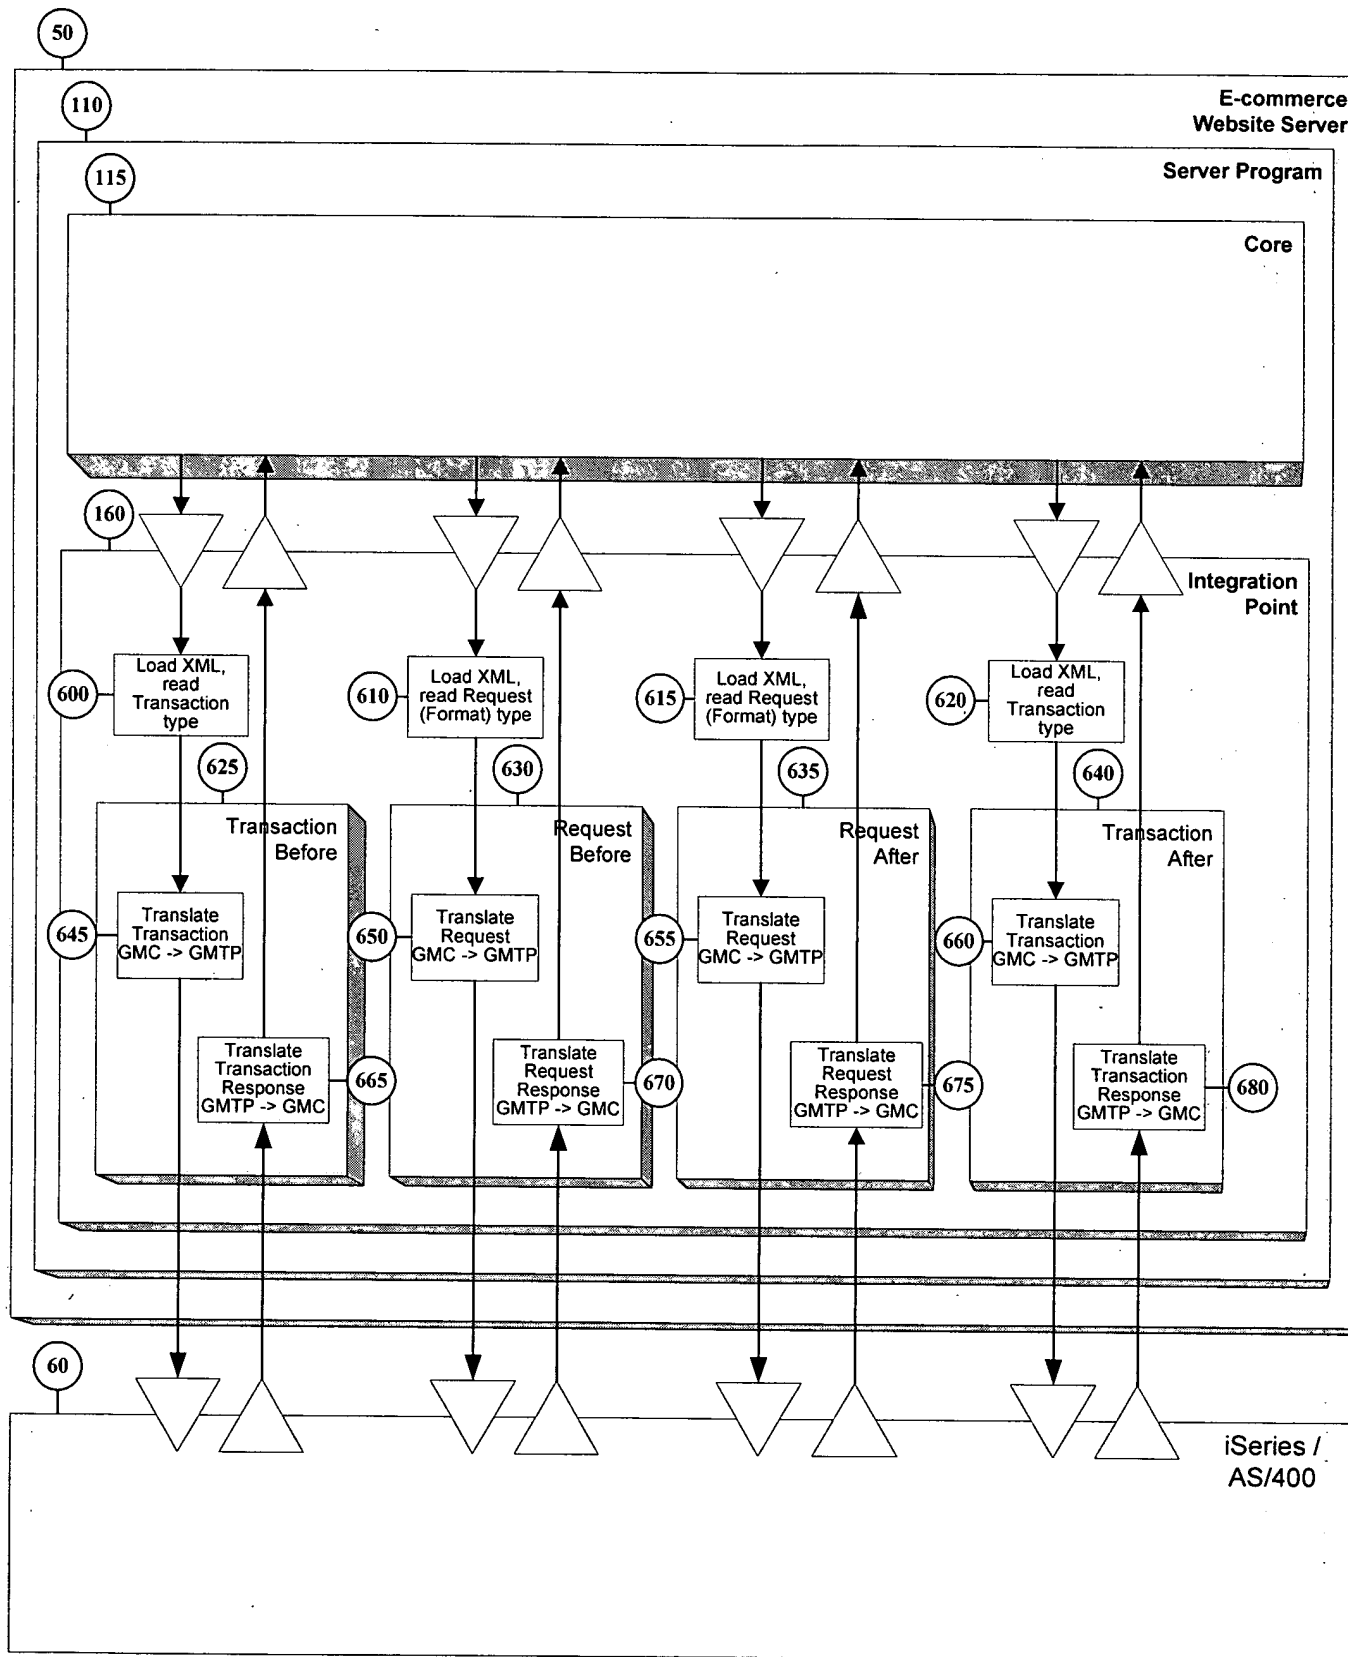 50
E-commerce
Website Server
110
Server Program
115
Core
160
Integration
Point
600
Load XML,
read
Transaction
type
610
Load XML,
read Request
(Format) type
615
Load XML,
read Request
(Format) type
620
Load XML,
read
Transaction
type
625
Transaction
Before
630
Request
Before
635
Request
After
640
Transaction
After
645
Translate
Transaction
GMC -> GMTP
650
Translate
Request
GMC -> GMTP
655
Translate
Request
GMC -> GMTP
660
Translate
Transaction
GMC -> GMTP
Translate
Transaction
Response
GMTP -> GMC
665
Translate
Request
Response
GMTP -> GMC
670
Translate
Request
Response
GMTP -> GMC
675
Translate
Transaction
Response
GMTP -> GMC
680
60
iSeries /
AS/400